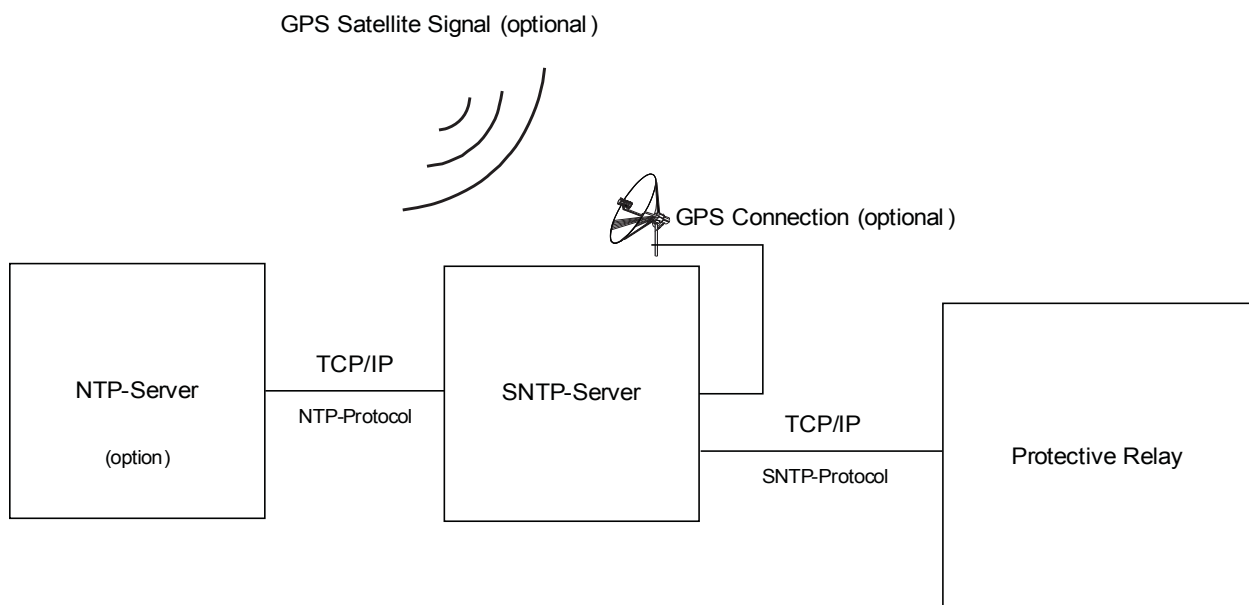 GPS Satellite Signal (optional)
GPS Connection (optional)
NTP-Server
(option)
TCP/IP
NTP-Protocol
SNTP-Server
TCP/IP
SNTP-Protocol
Protective Relay